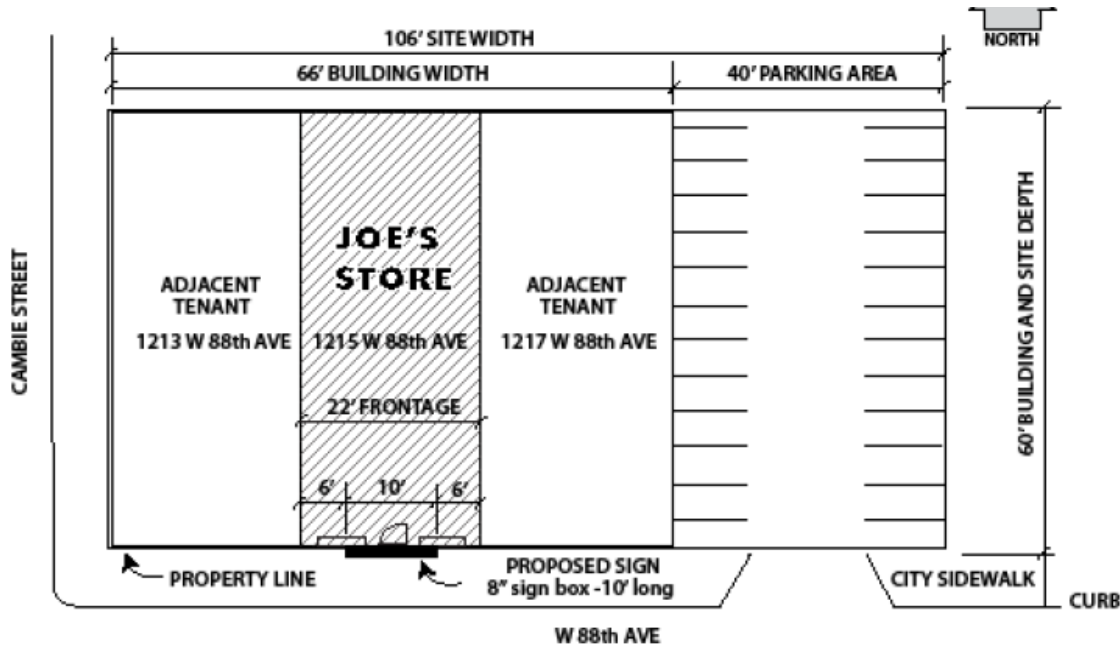 106' SITE WIDTH
NORTH
66' BUILDING WIDTH
40' PARKING AREA
CAMBIE STREET
JOE'S
STORE
ADJACENT
TENANT
1213 W 88th AVE
1215 W 88th AVE
ADJACENT
TENANT
1217 W 88th AVE
60' BUILDING AND SITE DEPTH
22' FRONTAGE
6'
10'
6'
PROPERTY LINE
PROPOSED SIGN
8" sign box -10' long
CITY SIDEWALK
CURB
W 88th AVE